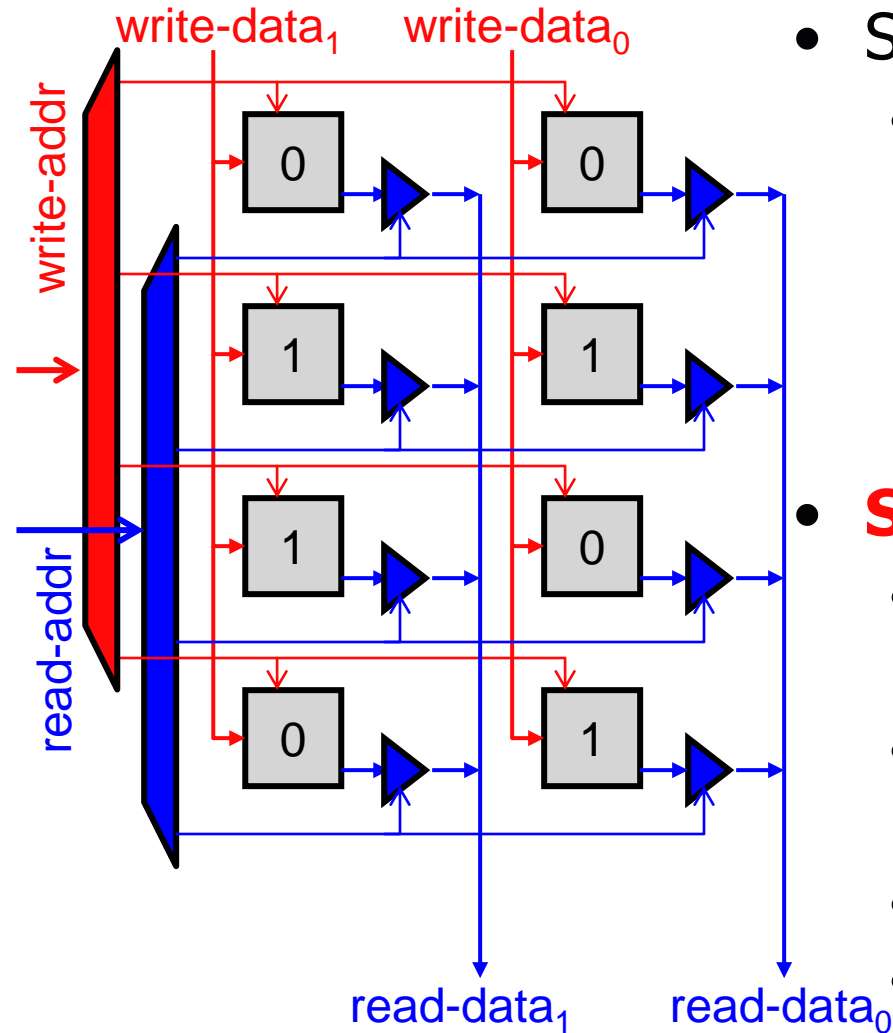 write-data1 write-data0
write-addr
read-addr
0 0
1 1
1 0
0 1
read-data1 read-data0
• S
•
• S
•
•
•
•